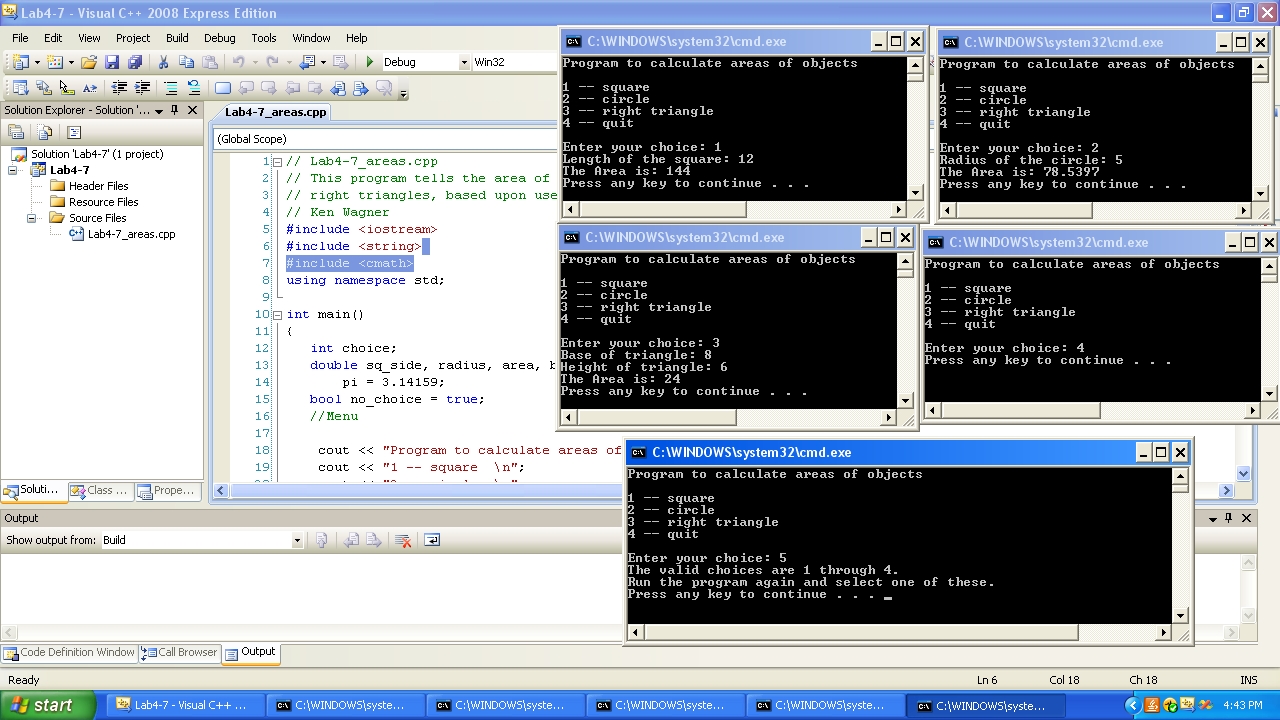 Lab4-7 - Visual C++ 2008 Express Edition
File Edit View Project Build Debug Tools Window Help
Debug
Win32
Solution Explorer - Solution '...
Solution 'Lab4-7' (1 project)
Lab4-7
Header Files
Resource Files
Source Files
Lab4-7_areas.cpp
Soluti... Class ... Prope...
Lab4-7_areas.cpp
(Global Scope)
1 // Lab4-7_areas.cpp
2 // This program tells the area of
3 // right triangles, based upon use
4 // Ken Wagner
5 #include <iostream>
6 #include <string>
7 #include <cmath>
8 using namespace std;
9
10 int main()
11 {
12 int choice;
13 double sq_side, radius, area, b
14 pi = 3.14159;
15 bool no_choice = true;
16 //Menu
17
18 cout << "Program to calculate areas of
19 cout << "1 -- square \n";
C:\WINDOWS\system32\cmd.exe
Program to calculate areas of objects
1 -- square
2 -- circle
3 -- right triangle
4 -- quit
Enter your choice: 1
Length of the square: 12
The Area is: 144
Press any key to continue . . .
C:\WINDOWS\system32\cmd.exe
Program to calculate areas of objects
1 -- square
2 -- circle
3 -- right triangle
4 -- quit
Enter your choice: 2
Radius of the circle: 5
The Area is: 78.5397
Press any key to continue . . .
C:\WINDOWS\system32\cmd.exe
Program to calculate areas of objects
1 -- square
2 -- circle
3 -- right triangle
4 -- quit
Enter your choice: 3
Base of triangle: 8
Height of triangle: 6
The Area is: 24
Press any key to continue . . .
C:\WINDOWS\system32\cmd.exe
Program to calculate areas of objects
1 -- square
2 -- circle
3 -- right triangle
4 -- quit
Enter your choice: 4
Press any key to continue . . .
C:\WINDOWS\system32\cmd.exe
Program to calculate areas of objects
1 -- square
2 -- circle
3 -- right triangle
4 -- quit
Enter your choice: 5
The valid choices are 1 through 4.
Run the program again and select one of these.
Press any key to continue . . . _
Output
Show output from: Build
Code Definition Window Call Browser Output
Ready Ln 6 Col 18 Ch 18 INS
start Lab4-7 - Visual C++ ... C:\WINDOWS\syste... C:\WINDOWS\syste... C:\WINDOWS\syste... C:\WINDOWS\syste... C:\WINDOWS\syste... 4:43 PM